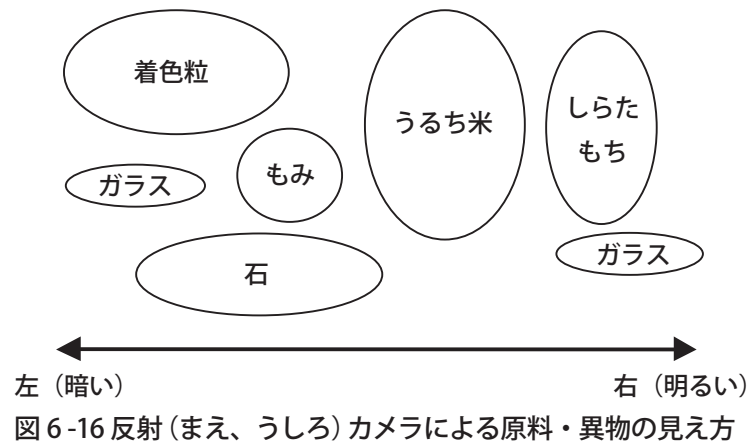 着色粒
うるち米
しらた
もち
もみ
ガラス
ガラス
石
左（暗い）
右（明るい）
図 6 -16 反射（まえ、うしろ）カメラによる原料・異物の見え方